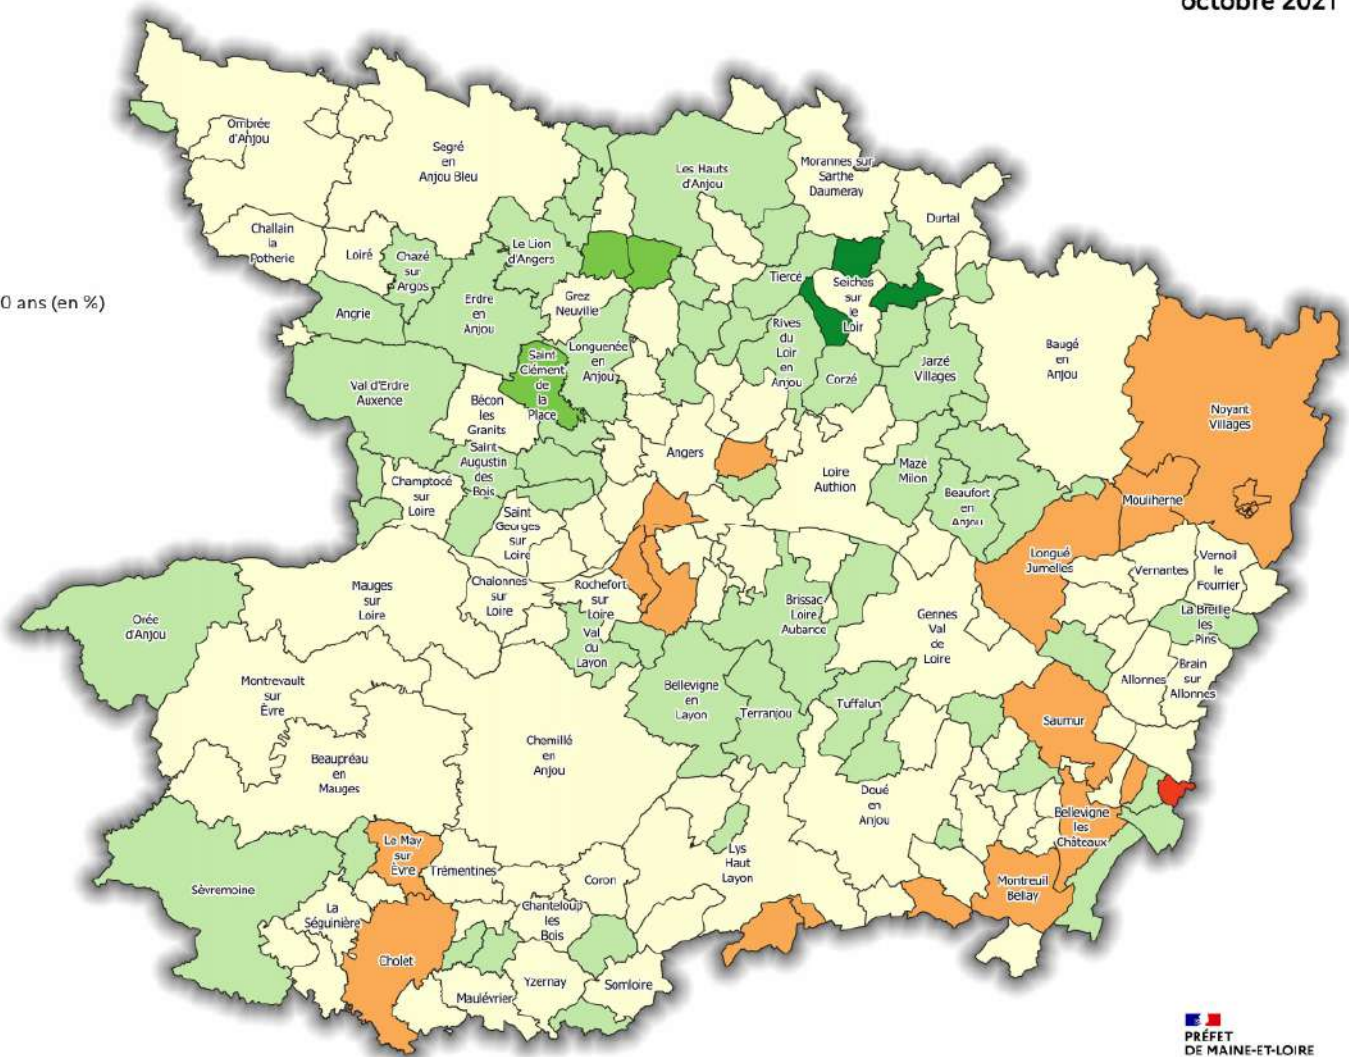 octobre 2021
0 ans (en %)
Ombrée
d'Anjou
Segré
en
Anjou Bleu
Les Hauts
d'Anjou
Morannes sur
Sarthe
Daumeray
Durtal
Challain
la
Potherie
Loiré
Chazé
sur
Argos
Le Lion
d'Angers
Tiercé
Seiches
sur
le
Loir
Angrie
Erdre
en
Anjou
Grez
Neuville
Rives
du
Loir
en
Anjou
Baugé
en
Anjou
Val d'Erdre
Auxence
Saint
Clément
de
la
Place
Longuenée
en
Anjou
Corzé
Jarzé
Villages
Noyant
Villages
Bécon
les
Granits
Saint
Augustin
des
Bois
Angers
Loire
Authion
Mazé
Milon
Beaufort
en
Anjou
Mouliherne
Champtocé
sur
Loire
Saint
Georges
sur
Loire
Longué
Jumelles
Vernantes
Vernoil
le
Fourrier
Mauges
sur
Loire
Chalonnes
sur
Loire
Rochefort
sur
Loire
Brissac
Loire
Aubance
Gennes
Val
de
Loire
La Breille
les
Pins
Orée
d'Anjou
Val
du
Layon
Montrevault
sur
Èvre
Bellevigne
en
Layon
Terranjou
Tuffalun
Saumur
Allonnes
Brain
sur
Allonnes
Beaupréau
en
Mauges
Chemillé
en
Anjou
Doué
en
Anjou
Bellevigne
les
Châteaux
Le May
sur
Èvre
Trémentines
Coron
Lys
Haut
Layon
Montreuil
Bellay
Sèvremoine
La
Séguinière
Chanteloup
les
Bois
Cholet
Maulévrier
Yzernay
Somloire
PRÉFET
DE MAINE-ET-LOIRE